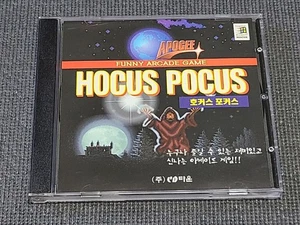 APOGEE
FUNNY ARCADE GAME
HOCUS POCUS
호커스 포커스
누구나 즐길 수 있는 재미있고
신나는 아케이드 게임!!